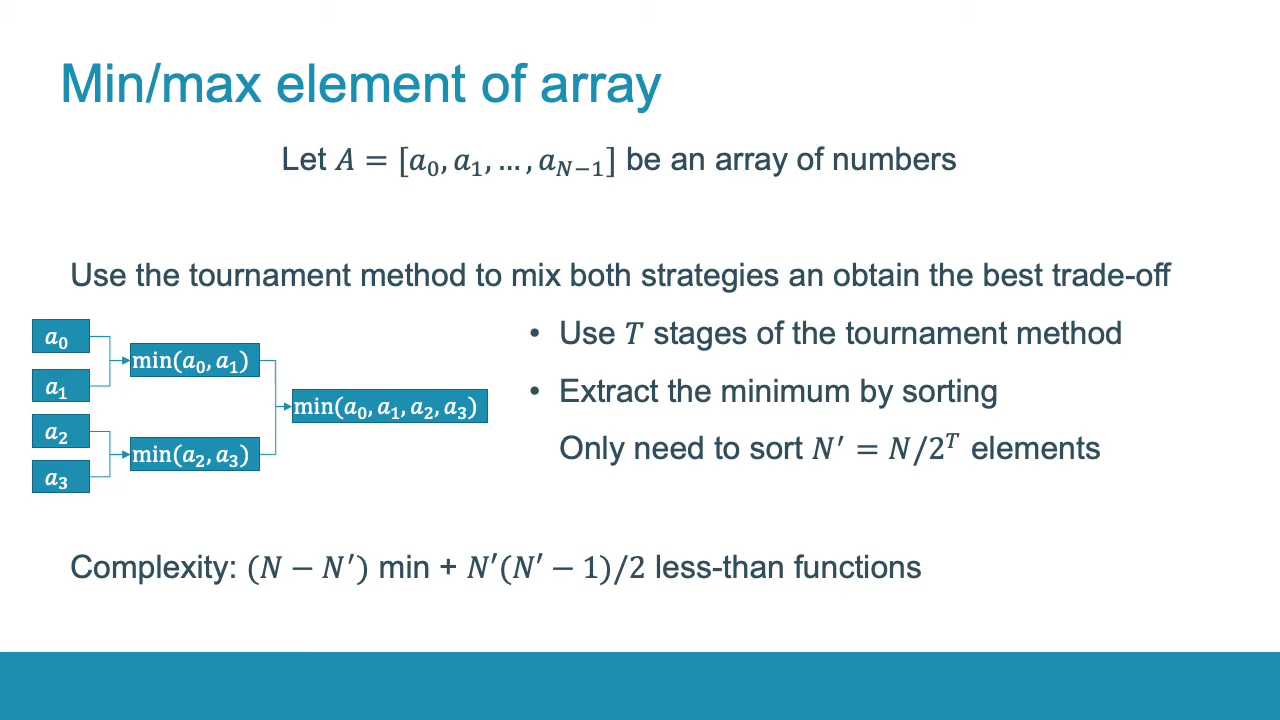 Min/max element of array
Let A = [a₀, a₁, … , a_{N−1}] be an array of numbers
Use the tournament method to mix both strategies an obtain the best trade-off
a₀
a₁
a₂
a₃
min(a₀, a₁)
min(a₂, a₃)
min(a₀, a₁, a₂, a₃)
• Use T stages of the tournament method
• Extract the minimum by sorting
Only need to sort N′ = N/2ᵀ elements
Complexity: (N − N′) min + N′(N′ − 1)/2 less-than functions